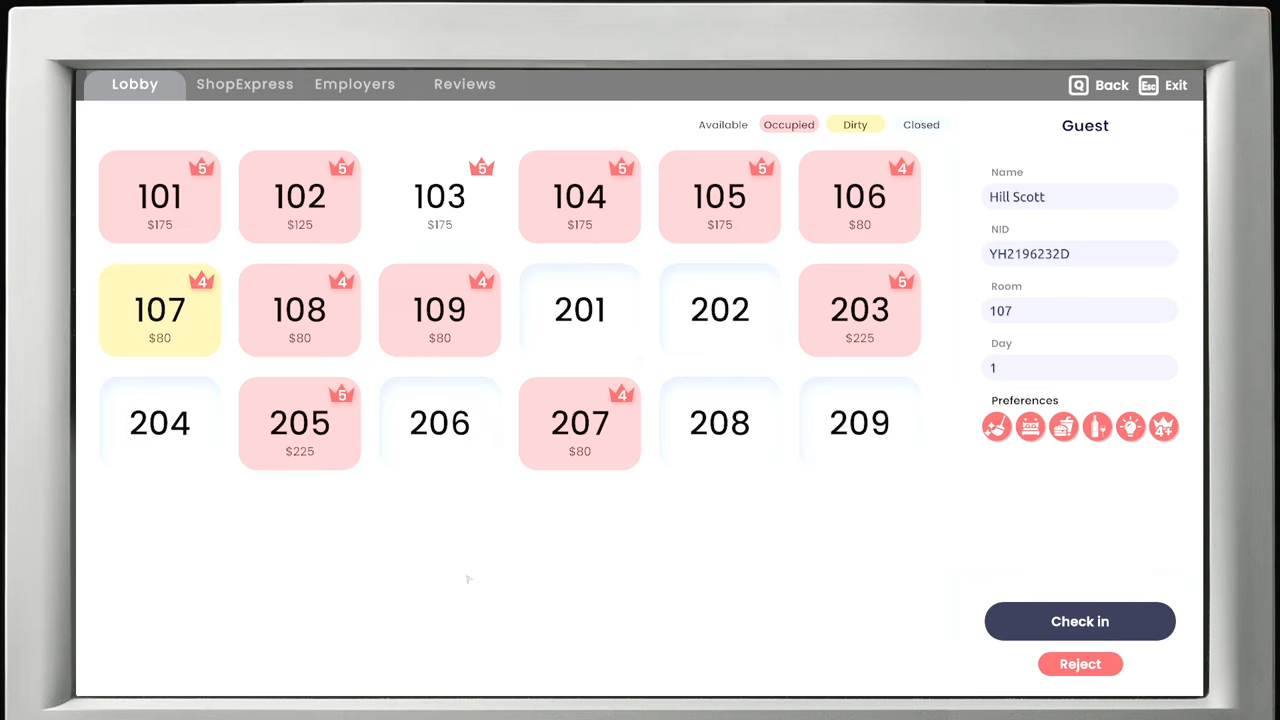 Lobby ShopExpress Employers Reviews Q Back Esc Exit
Available Occupied Dirty Closed
Guest
5 5 5 5 5 4
101 102 103 104 105 106
$175 $125 $175 $175 $175 $80
4 4 4 5
107 108 109 201 202 203
$80 $80 $80 $225
5 4
204 205 206 207 208 209
$225 $80
Name
Hill Scott
NID
YH2196232D
Room
107
Day
1
Preferences
4+
Check in
Reject